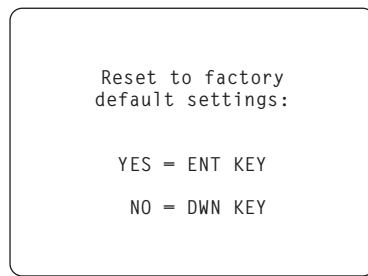 Reset to factory
default settings:
YES = ENT KEY
NO = DWN KEY